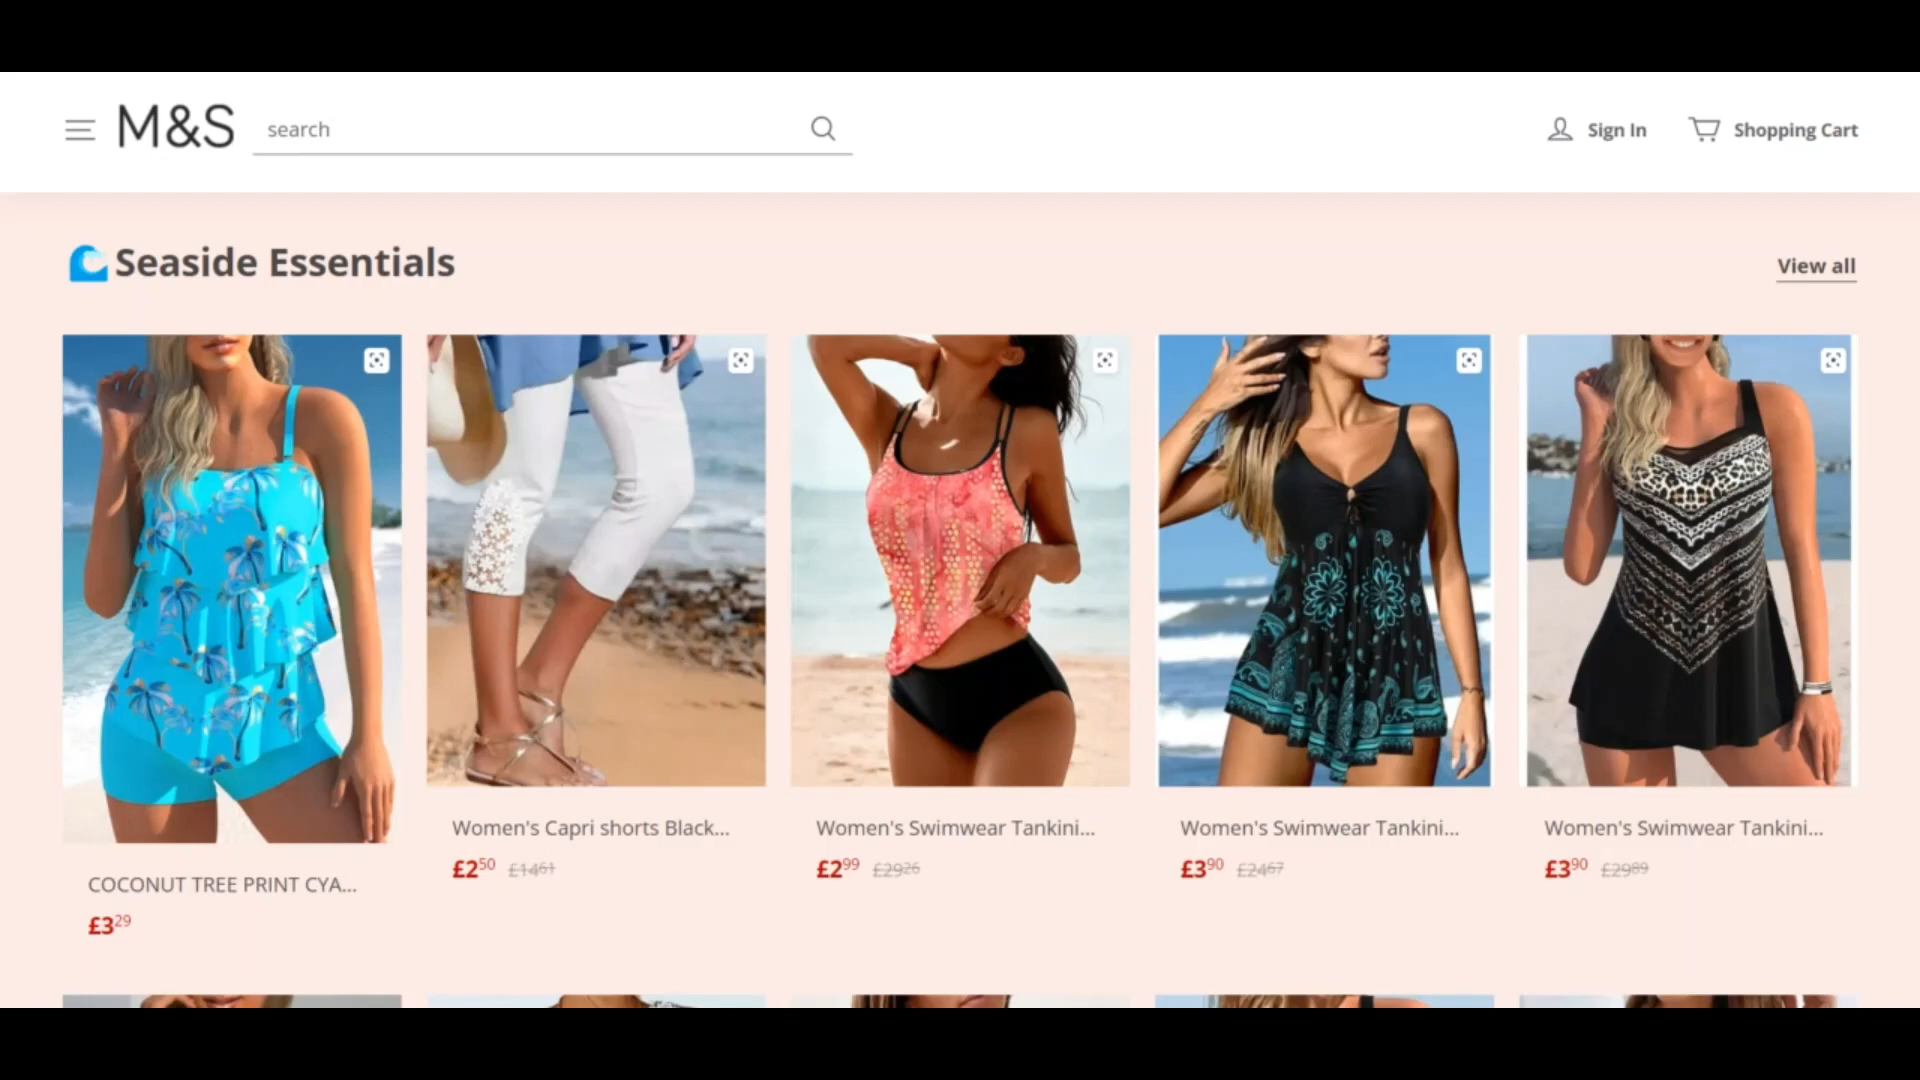 M&S
search
Sign In
Shopping Cart
Seaside Essentials
View all
COCONUT TREE PRINT CYA...
£329
Women's Capri shorts Black...
£250 £1461
Women's Swimwear Tankini...
£299 £2926
Women's Swimwear Tankini...
£390 £2467
Women's Swimwear Tankini...
£390 £2989